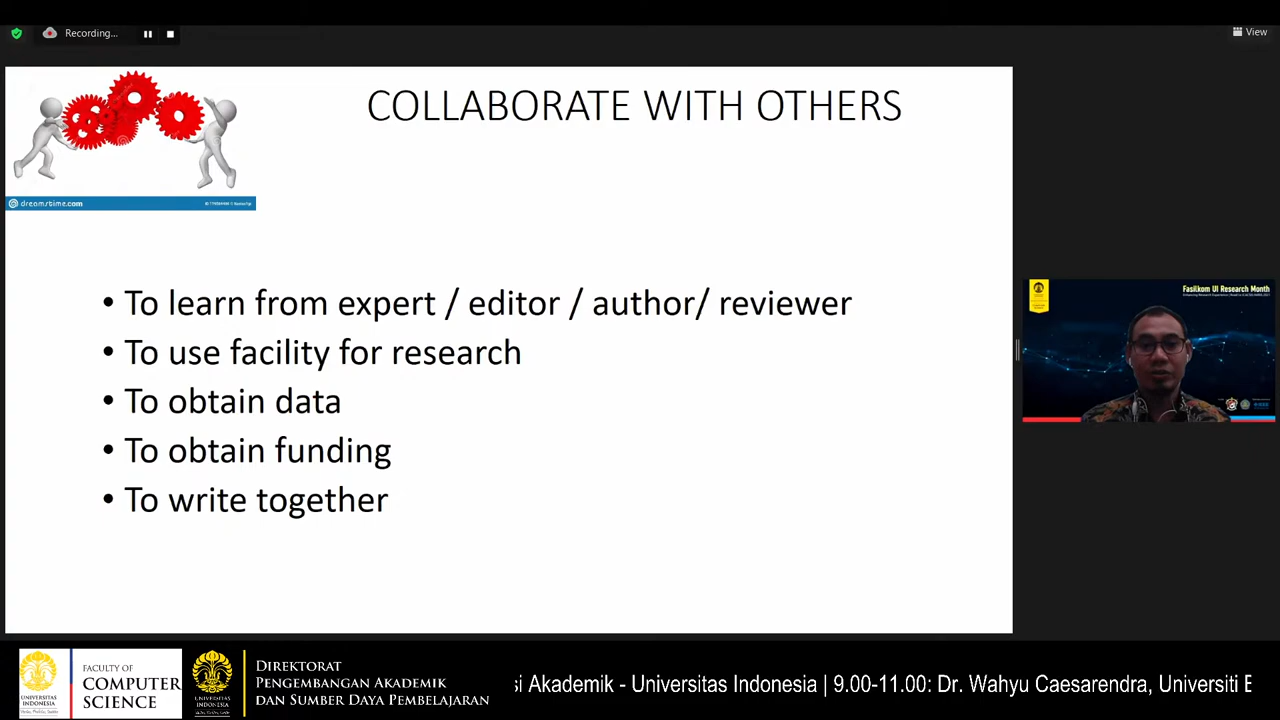 Recording...
View
COLLABORATE WITH OTHERS
dreamstime.com
• To learn from expert / editor / author/ reviewer
• To use facility for research
• To obtain data
• To obtain funding
• To write together
Fasilkom UI Research Month
FACULTY OF
COMPUTER
SCIENCE
UNIVERSITAS
INDONESIA
UNIVERSITAS
INDONESIA
DIREKTORAT
PENGEMBANGAN AKADEMIK
DAN SUMBER DAYA PEMBELAJARAN
si Akademik - Universitas Indonesia | 9.00-11.00: Dr. Wahyu Caesarendra, Universiti